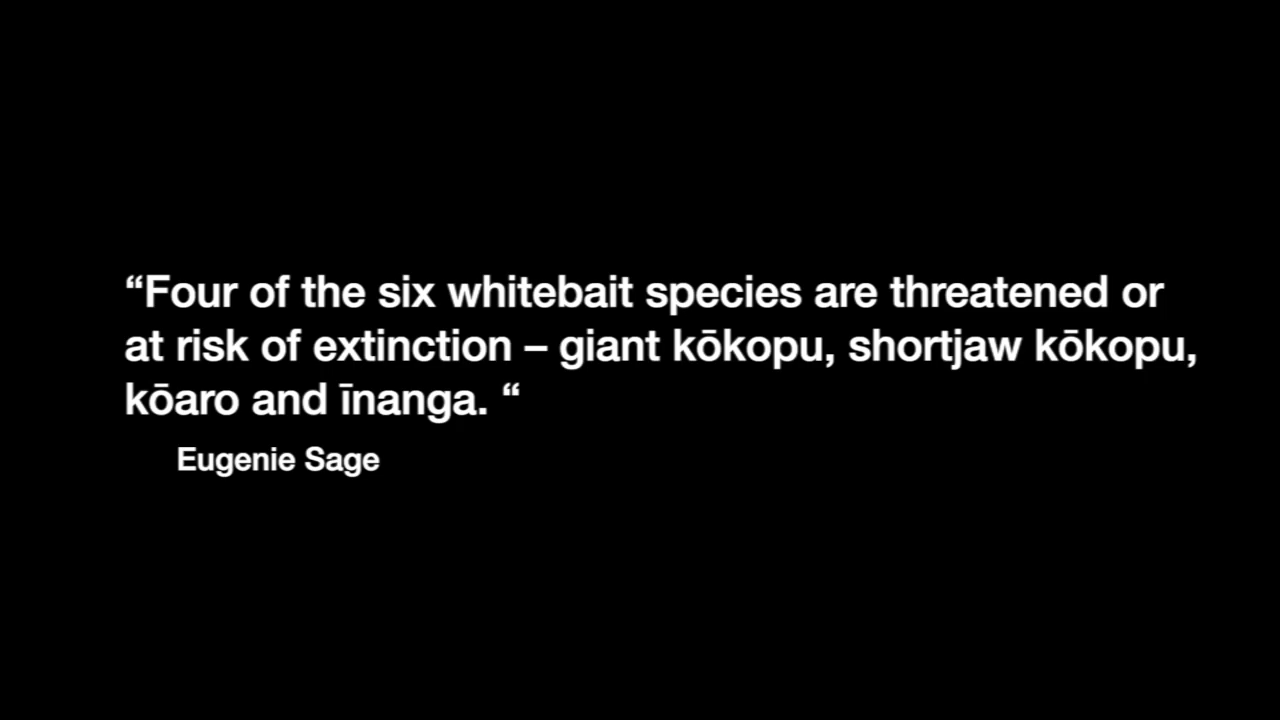 “Four of the six whitebait species are threatened or
at risk of extinction – giant kōkopu, shortjaw kōkopu,
kōaro and īnanga. “
Eugenie Sage